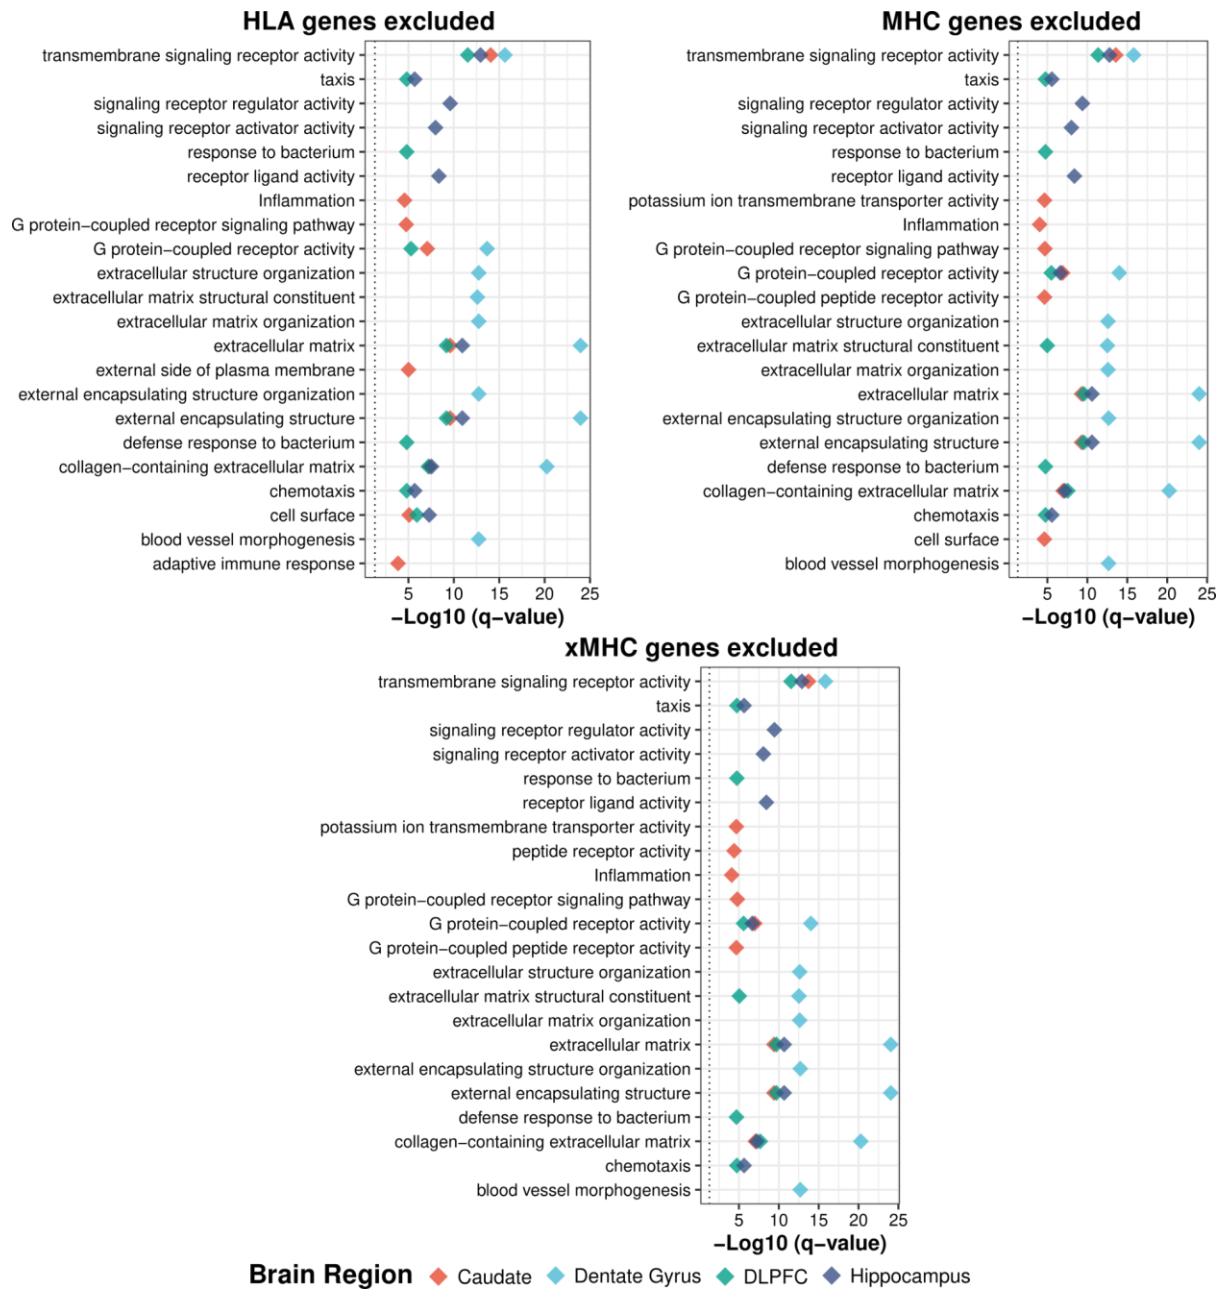 HLA genes excluded
transmembrane signaling receptor activity
taxis
signaling receptor regulator activity
signaling receptor activator activity
response to bacterium
receptor ligand activity
Inflammation
G protein−coupled receptor signaling pathway
G protein−coupled receptor activity
extracellular structure organization
extracellular matrix structural constituent
extracellular matrix organization
extracellular matrix
external side of plasma membrane
external encapsulating structure organization
external encapsulating structure
defense response to bacterium
collagen−containing extracellular matrix
chemotaxis
cell surface
blood vessel morphogenesis
adaptive immune response
5 10 15 20 25
−Log10 (q−value)
MHC genes excluded
transmembrane signaling receptor activity
taxis
signaling receptor regulator activity
signaling receptor activator activity
response to bacterium
receptor ligand activity
potassium ion transmembrane transporter activity
Inflammation
G protein−coupled receptor signaling pathway
G protein−coupled receptor activity
G protein−coupled peptide receptor activity
extracellular structure organization
extracellular matrix structural constituent
extracellular matrix organization
extracellular matrix
external encapsulating structure organization
external encapsulating structure
defense response to bacterium
collagen−containing extracellular matrix
chemotaxis
cell surface
blood vessel morphogenesis
5 10 15 20 25
−Log10 (q−value)
xMHC genes excluded
transmembrane signaling receptor activity
taxis
signaling receptor regulator activity
signaling receptor activator activity
response to bacterium
receptor ligand activity
potassium ion transmembrane transporter activity
peptide receptor activity
Inflammation
G protein−coupled receptor signaling pathway
G protein−coupled receptor activity
G protein−coupled peptide receptor activity
extracellular structure organization
extracellular matrix structural constituent
extracellular matrix organization
extracellular matrix
external encapsulating structure organization
external encapsulating structure
defense response to bacterium
collagen−containing extracellular matrix
chemotaxis
blood vessel morphogenesis
5 10 15 20 25
−Log10 (q−value)
Brain Region Caudate Dentate Gyrus DLPFC Hippocampus